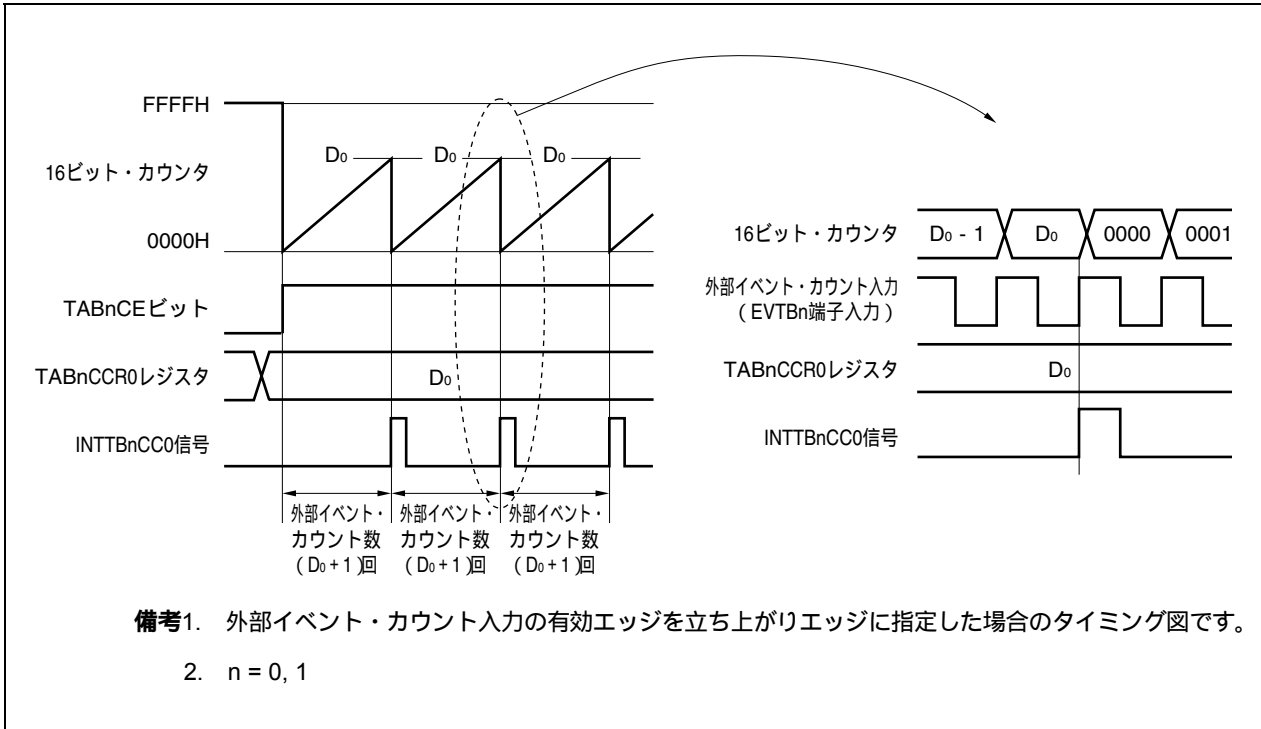 FFFFH
16ビット・カウンタ
0000H
D0 D0 D0
TABnCEビット
TABnCCR0レジスタ
D0
INTTBnCC0信号
外部イベント・ 外部イベント・ 外部イベント・
カウント数 カウント数 カウント数
(D0+1)回 (D0+1)回 (D0+1)回
16ビット・カウンタ
D0 - 1 D0 0000 0001
外部イベント・カウント入力
(EVTBn端子入力)
TABnCCR0レジスタ
D0
INTTBnCC0信号
備考1. 外部イベント・カウント入力の有効エッジを立ち上がりエッジに指定した場合のタイミング図です。
2. n = 0, 1